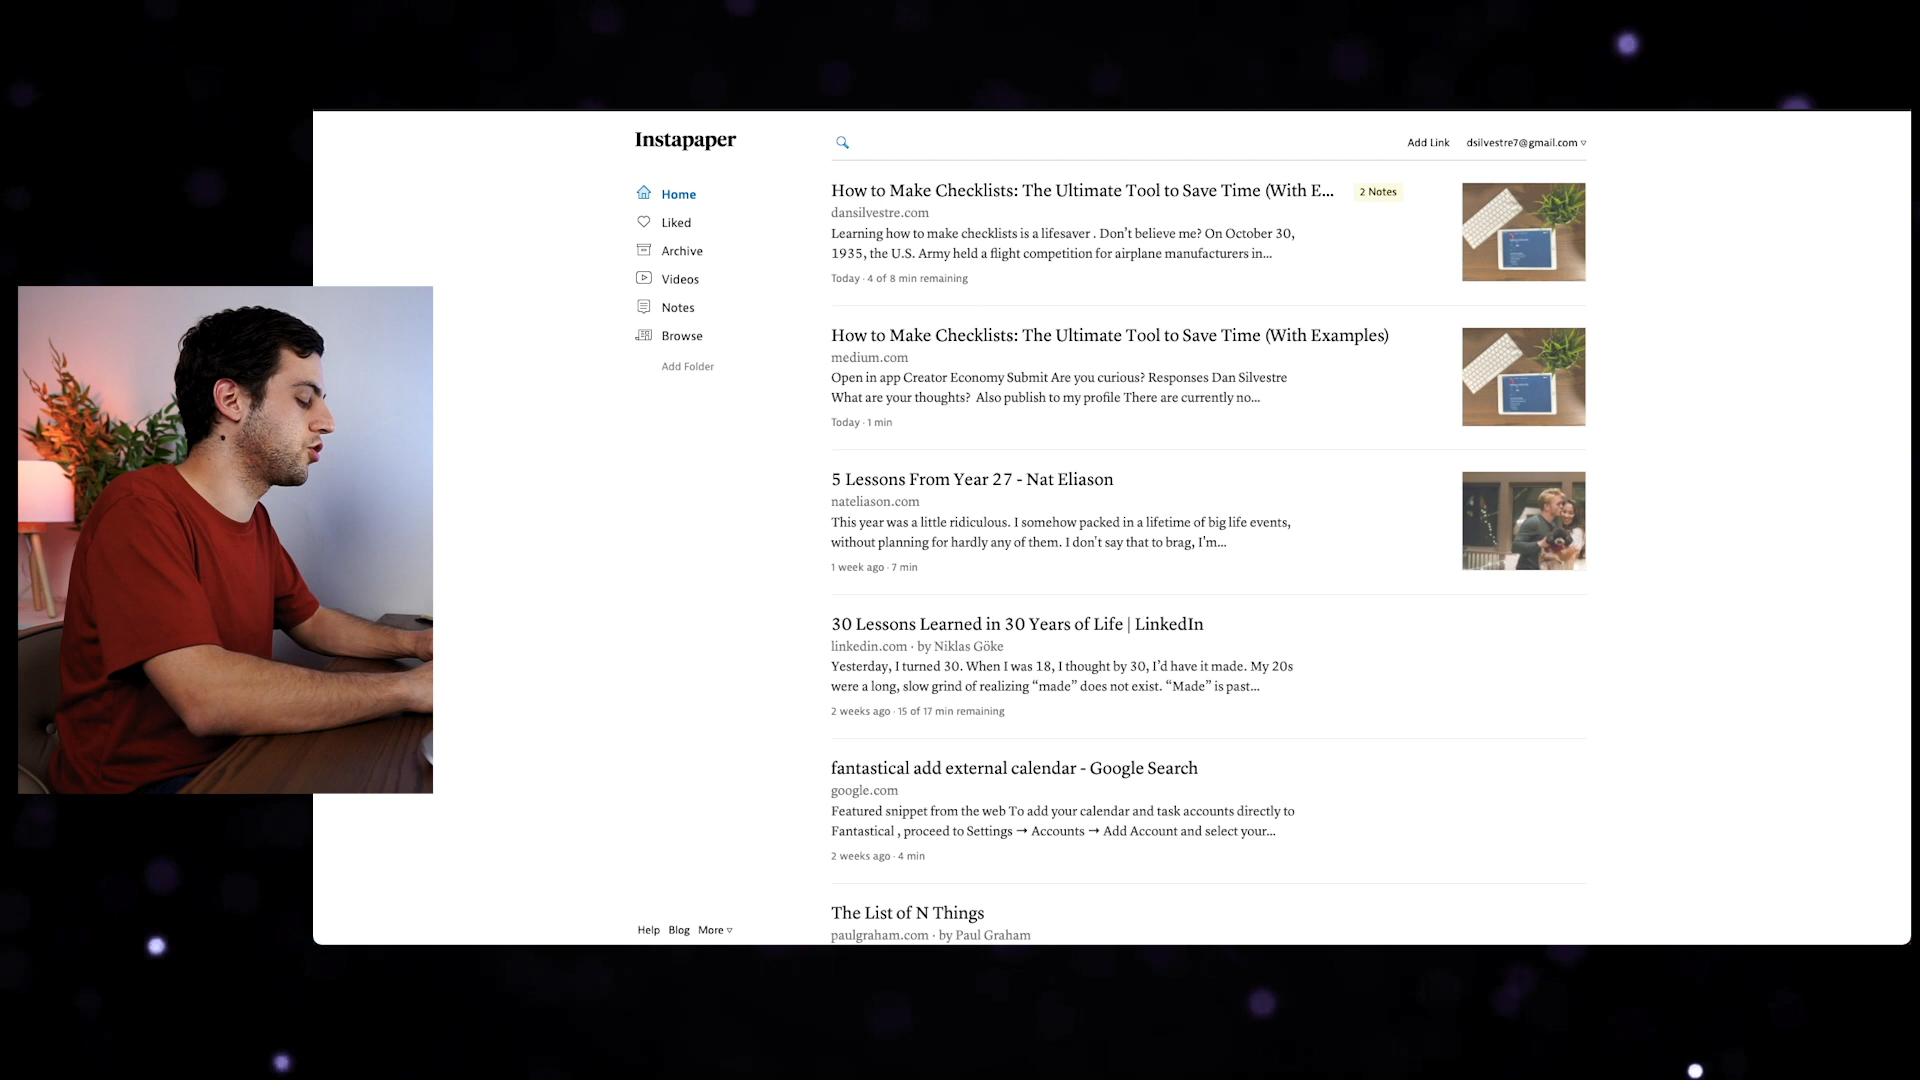 Instapaper
Add Link dsilvestre7@gmail.com
Home
Liked
Archive
Videos
Notes
Browse
Add Folder
How to Make Checklists: The Ultimate Tool to Save Time (With E... 2 Notes
dansilvestre.com
Learning how to make checklists is a lifesaver . Don’t believe me? On October 30,
1935, the U.S. Army held a flight competition for airplane manufacturers in...
Today · 4 of 8 min remaining
How to Make Checklists: The Ultimate Tool to Save Time (With Examples)
medium.com
Open in app Creator Economy Submit Are you curious? Responses Dan Silvestre
What are your thoughts? Also publish to my profile There are currently no...
Today · 1 min
5 Lessons From Year 27 - Nat Eliason
nateliason.com
This year was a little ridiculous. I somehow packed in a lifetime of big life events,
without planning for hardly any of them. I don't say that to brag, I'm...
1 week ago · 7 min
30 Lessons Learned in 30 Years of Life | LinkedIn
linkedin.com · by Niklas Göke
Yesterday, I turned 30. When I was 18, I thought by 30, I’d have it made. My 20s
were a long, slow grind of realizing “made” does not exist. “Made” is past...
2 weeks ago · 15 of 17 min remaining
fantastical add external calendar - Google Search
google.com
Featured snippet from the web To add your calendar and task accounts directly to
Fantastical , proceed to Settings → Accounts → Add Account and select your...
2 weeks ago · 4 min
The List of N Things
paulgraham.com · by Paul Graham
Help Blog More